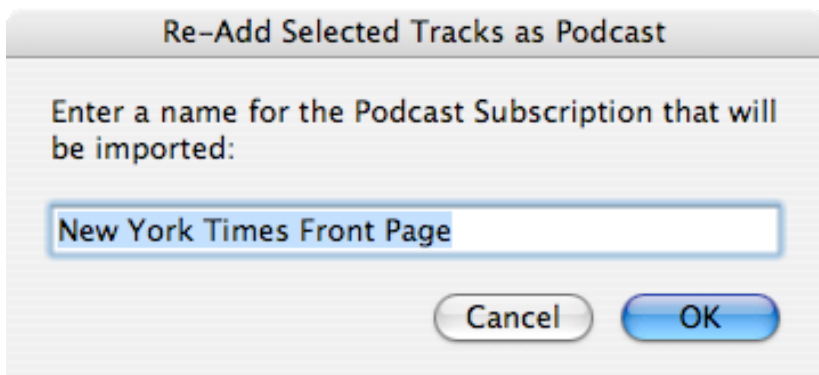 Re-Add Selected Tracks as Podcast
Enter a name for the Podcast Subscription that will
be imported:
New York Times Front Page
Cancel
OK